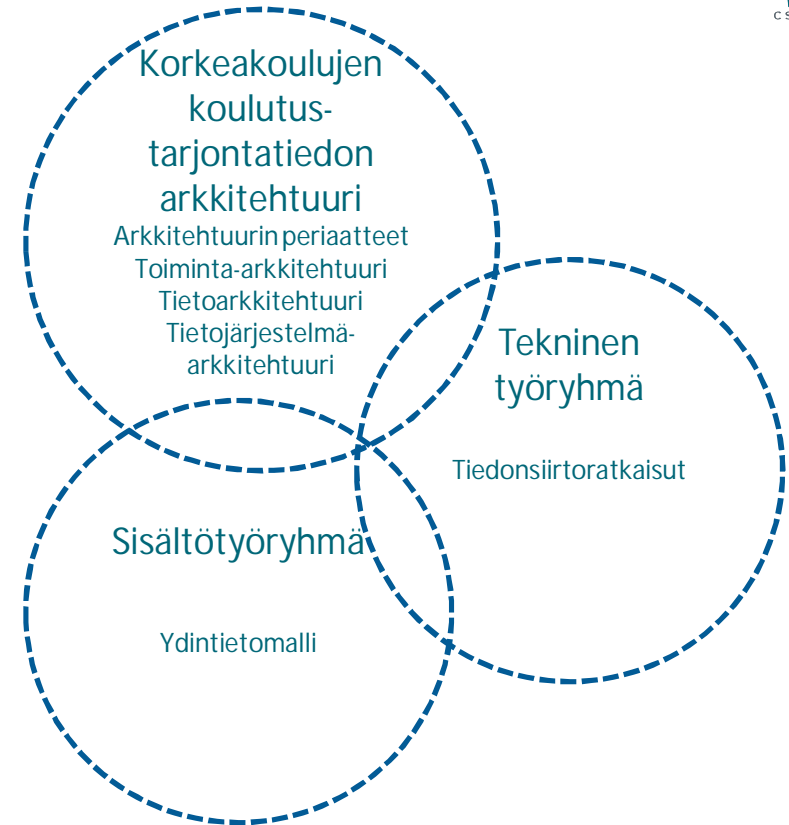 c s
Korkeakoulujen
koulutus-
tarjontatiedon
arkkitehtuuri
Arkkitehtuurin periaatteet
Toiminta-arkkitehtuuri
Tietoarkkitehtuuri
Tietojärjestelmä-
arkkitehtuuri
Tekninen
työryhmä
Tiedonsiirtoratkaisut
Sisältötyöryhmä
Ydintietomalli